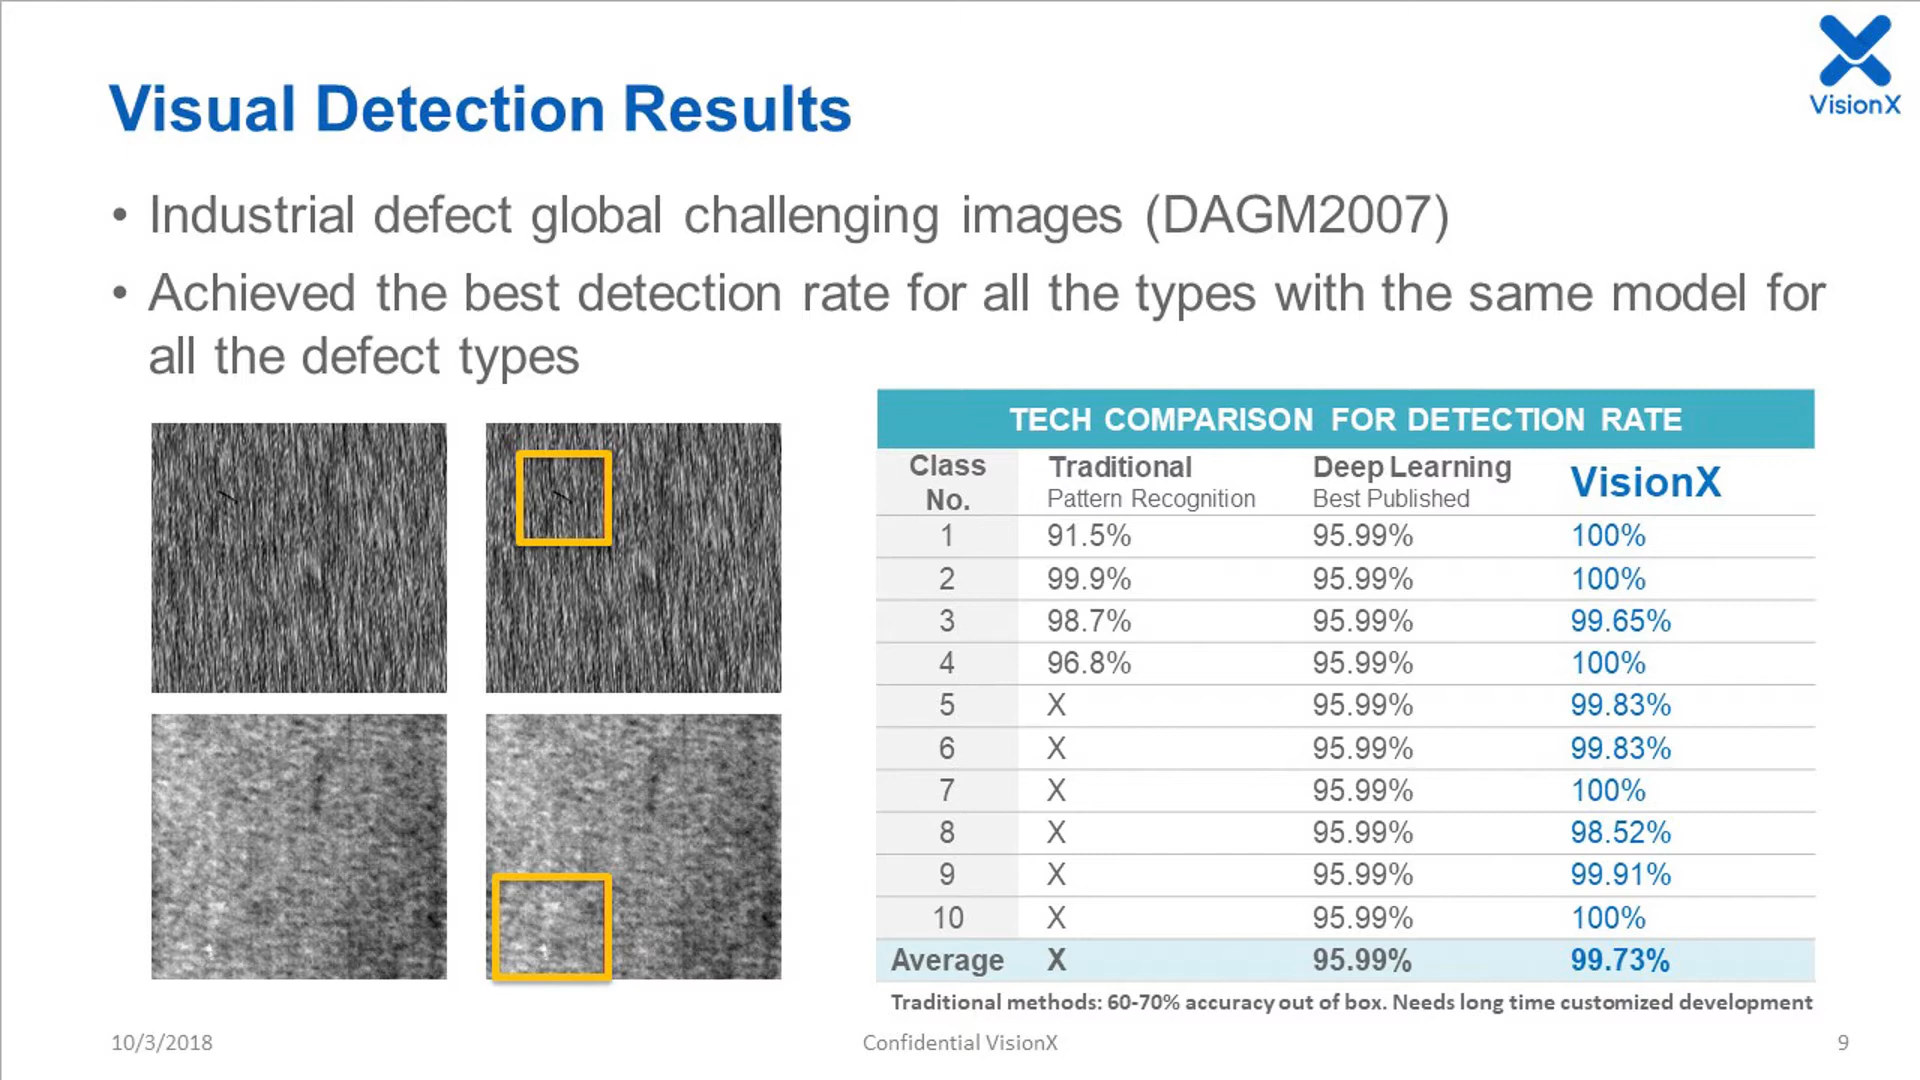 VisionX
Visual Detection Results
• Industrial defect global challenging images (DAGM2007)
• Achieved the best detection rate for all the types with the same model for
all the defect types
TECH COMPARISON FOR DETECTION RATE
Class No. Traditional Pattern Recognition Deep Learning Best Published VisionX
1 91.5% 95.99% 100%
2 99.9% 95.99% 100%
3 98.7% 95.99% 99.65%
4 96.8% 95.99% 100%
5 X 95.99% 99.83%
6 X 95.99% 99.83%
7 X 95.99% 100%
8 X 95.99% 98.52%
9 X 95.99% 99.91%
10 X 95.99% 100%
Average X 95.99% 99.73%
Traditional methods: 60-70% accuracy out of box. Needs long time customized development
10/3/2018 Confidential VisionX 9